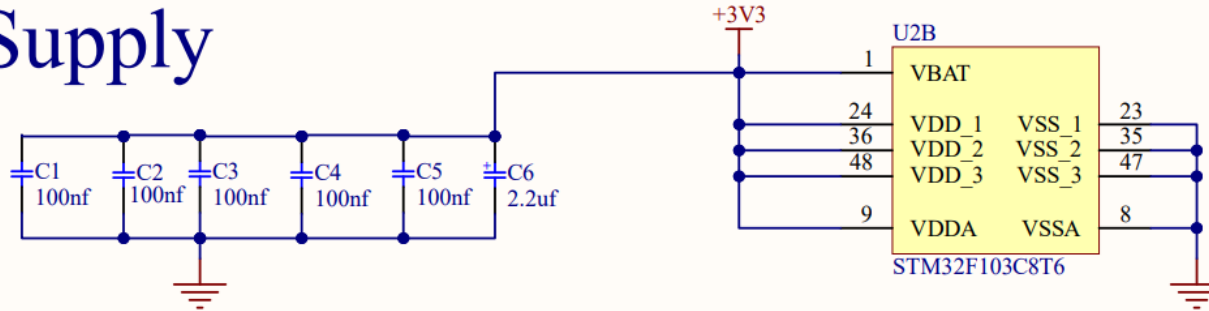 Supply
+3V3
U2B
1 VBAT
24 VDD_1 VSS_1 23
36 VDD_2 VSS_2 35
48 VDD_3 VSS_3 47
9 VDDA VSSA 8
STM32F103C8T6
C1 C2 C3 C4 C5 + C6
100nf 100nf 100nf 100nf 100nf 2.2uf